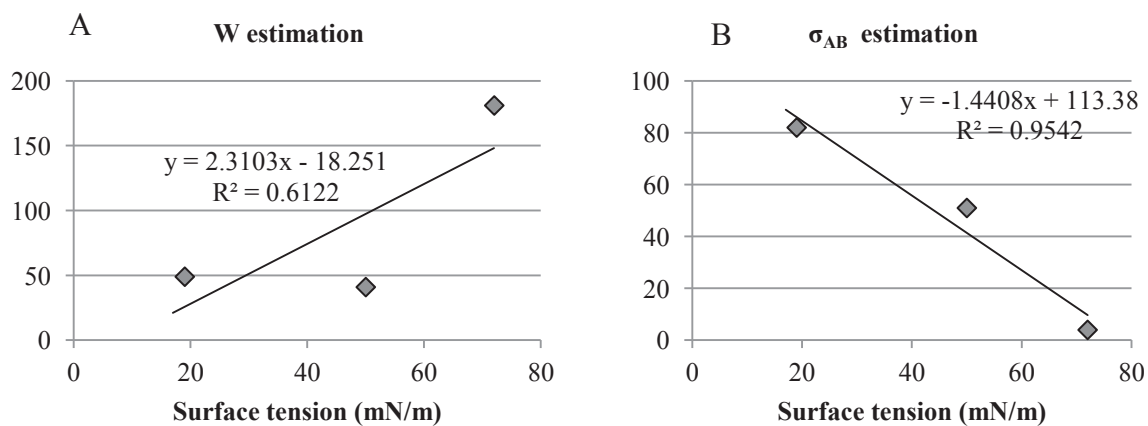 A
W estimation
200
150
100
50
0
y = 2.3103x - 18.251
R² = 0.6122
0 20 40 60 80
Surface tension (mN/m)
B
σAB estimation
100
80
60
40
20
0
y = -1.4408x + 113.38
R² = 0.9542
0 20 40 60 80
Surface tension (mN/m)